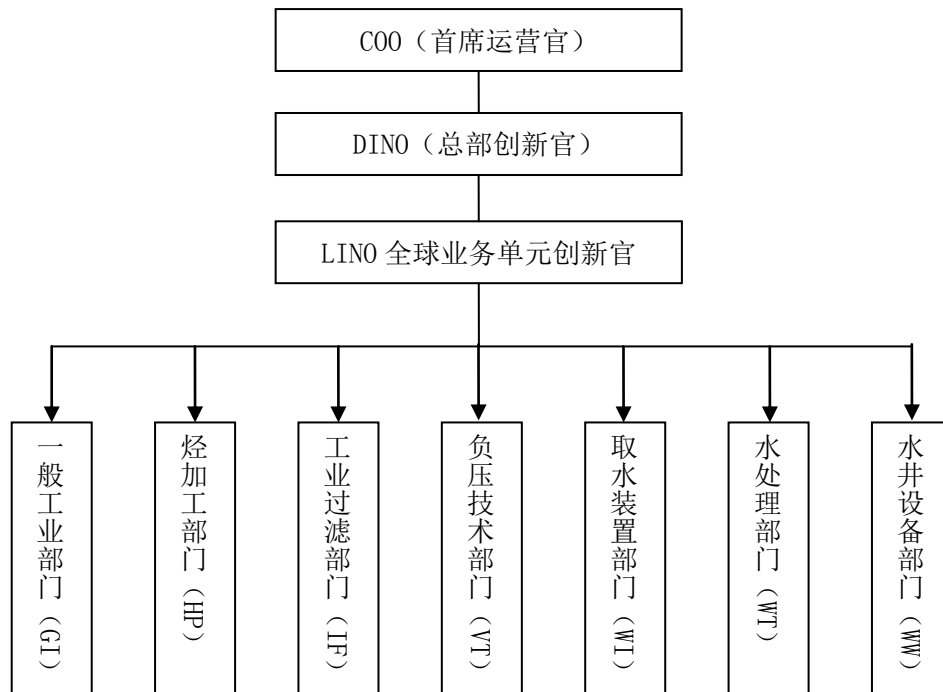 COO（首席运营官）
DINO（总部创新官）
LINO 全球业务单元创新官
一般工业部门（GI）
烃加工部门（HP）
工业过滤部门（IF）
负压技术部门（VT）
取水装置部门（WI）
水处理部门（WT）
水井设备部门（WW）